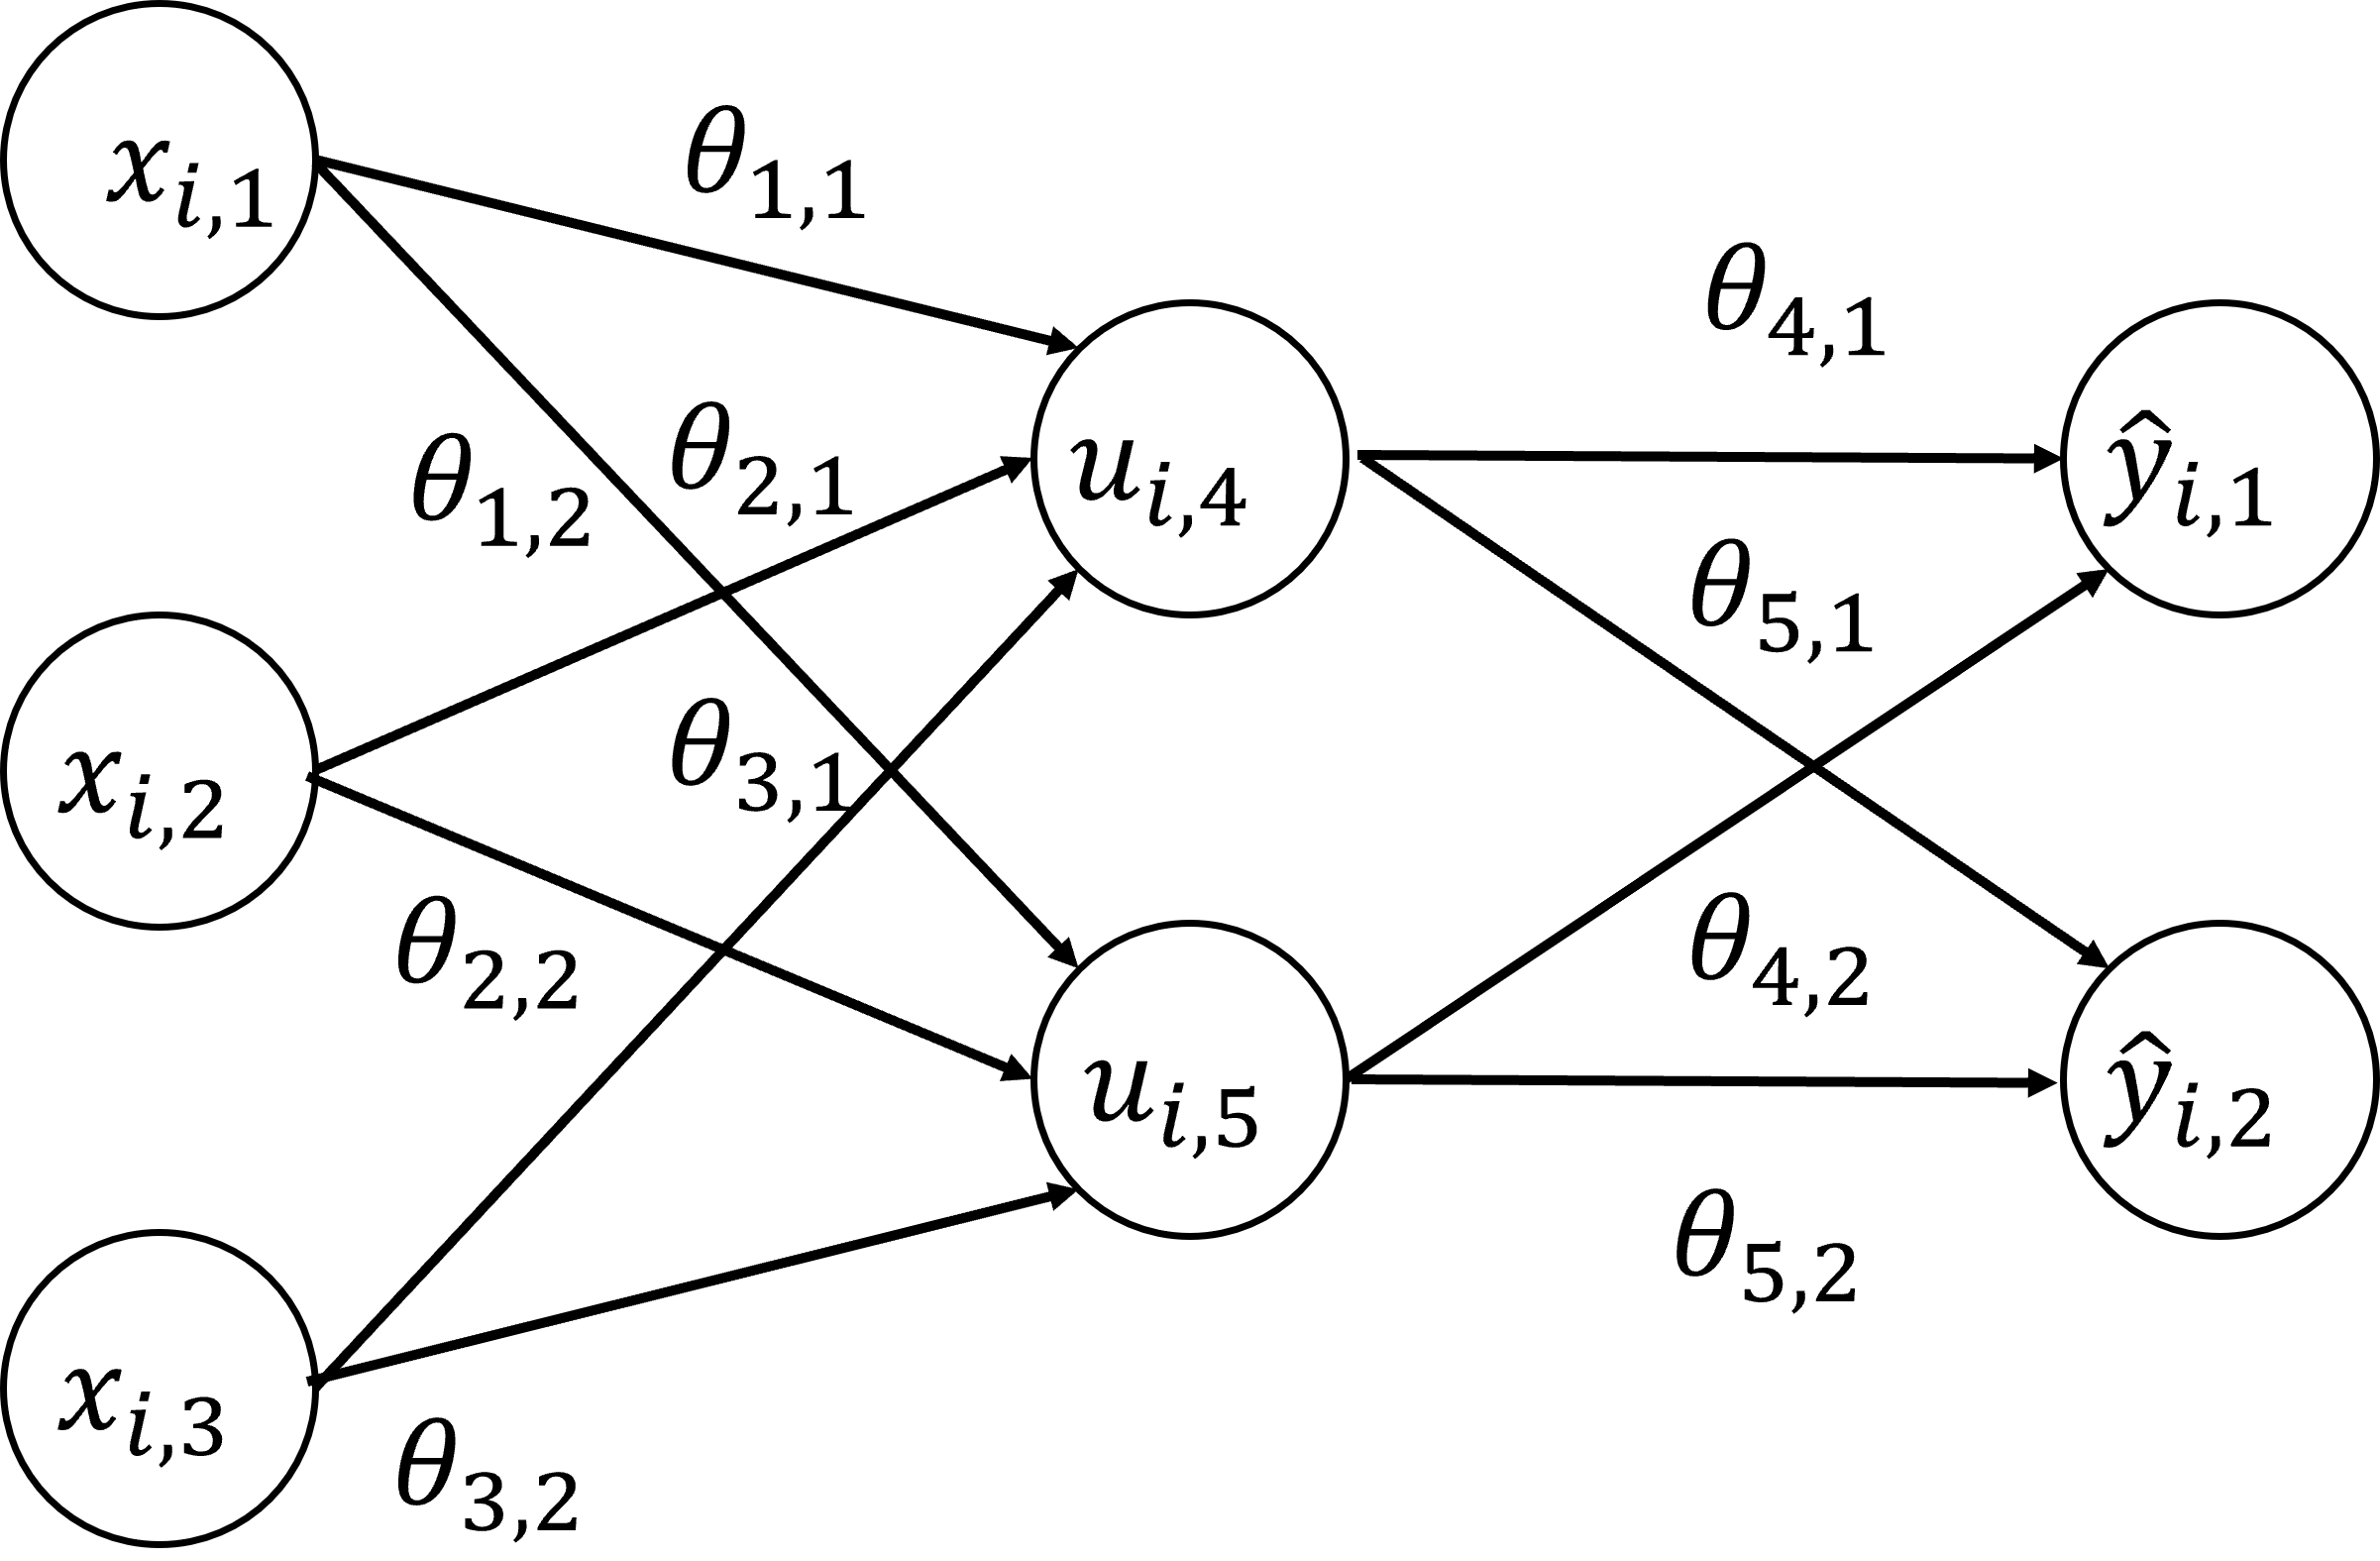 x_{i,1}
θ_{1,1}
θ_{4,1}
θ_{1,2}
θ_{2,1}
u_{i,4}
ŷ_{i,1}
θ_{5,1}
x_{i,2}
θ_{3,1}
θ_{2,2}
θ_{4,2}
u_{i,5}
ŷ_{i,2}
θ_{5,2}
x_{i,3}
θ_{3,2}